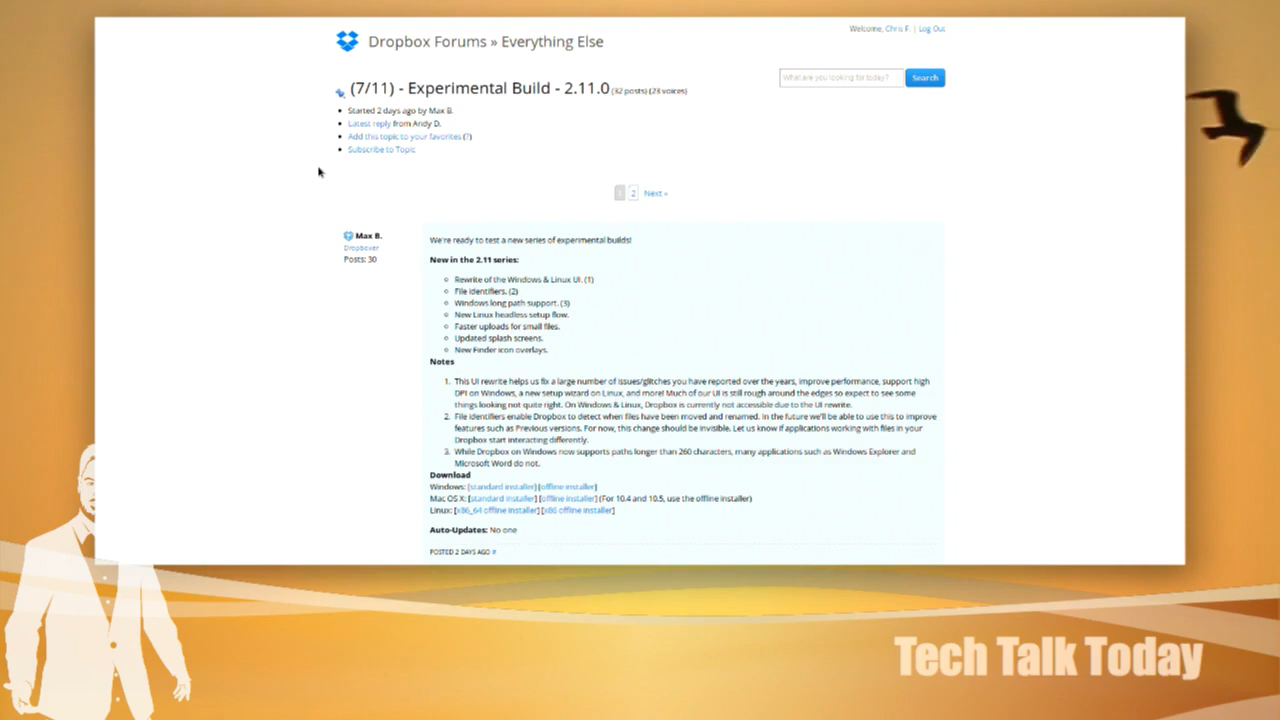 Welcome, Chris F. | Log Out
Dropbox Forums » Everything Else
What are you looking for today?
Search
(7/11) - Experimental Build - 2.11.0 (32 posts) (23 voices)
Started 2 days ago by Max B.
Latest reply from Andy D.
Add this topic to your favorites (?)
Subscribe to Topic
1 2 Next »
Max B.
Dropboxer
Posts: 30
We're ready to test a new series of experimental builds!
New in the 2.11 series:
Rewrite of the Windows & Linux UI. (1)
File identifiers. (2)
Windows long path support. (3)
New Linux headless setup flow.
Faster uploads for small files.
Updated splash screens.
New Finder icon overlays.
Notes
1. This UI rewrite helps us fix a large number of issues/glitches you have reported over the years, improve performance, support high
DPI on Windows, a new setup wizard on Linux, and more! Much of our UI is still rough around the edges so expect to see some
things looking not quite right. On Windows & Linux, Dropbox is currently not accessible due to the UI rewrite.
2. File identifiers enable Dropbox to detect when files have been moved and renamed. In the future we'll be able to use this to improve
features such as Previous versions. For now, this change should be invisible. Let us know if applications working with files in your
Dropbox start interacting differently.
3. While Dropbox on Windows now supports paths longer than 260 characters, many applications such as Windows Explorer and
Microsoft Word do not.
Download
Windows: [standard installer] [offline installer]
Mac OS X: [standard installer] [offline installer] (For 10.4 and 10.5, use the offline installer)
Linux: [x86_64 offline installer] [x86 offline installer]
Auto-Updates: No one
POSTED 2 DAYS AGO #
Tech Talk Today